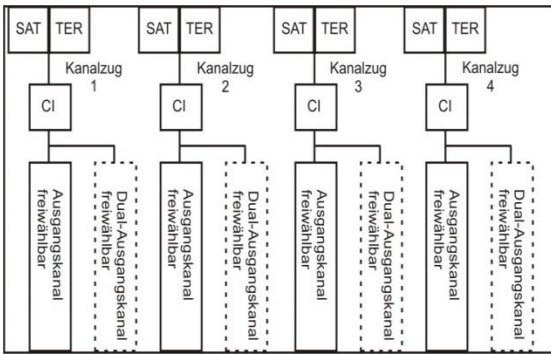 SAT TER SAT TER SAT TER SAT TER
Kanalzug
1
Kanalzug
2
Kanalzug
3
Kanalzug
4
CI CI CI CI
Ausgangskanal
freiwählbar
Dual-Ausgangskanal
freiwählbar
Ausgangskanal
freiwählbar
Dual-Ausgangskanal
freiwählbar
Ausgangskanal
freiwählbar
Dual-Ausgangskanal
freiwählbar
Ausgangskanal
freiwählbar
Dual-Ausgangskanal
freiwählbar